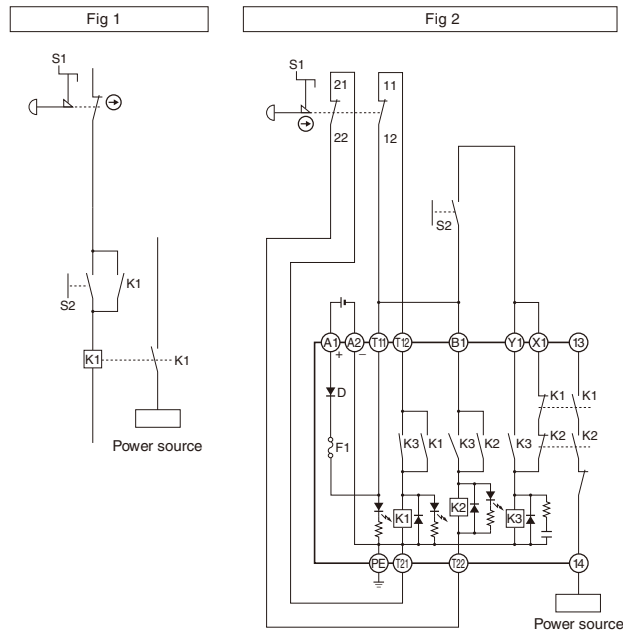 Fig 1
Fig 2
S1
S2
K1
K1
K1
Power source
S1
21
11
22
12
S2
A1
A2
T11
T12
B1
Y1
X1
13
+
−
D
F1
K3
K1
K3
K2
K3
K1
K1
K2
K2
K1
K2
K3
PE
T21
T22
14
Power source